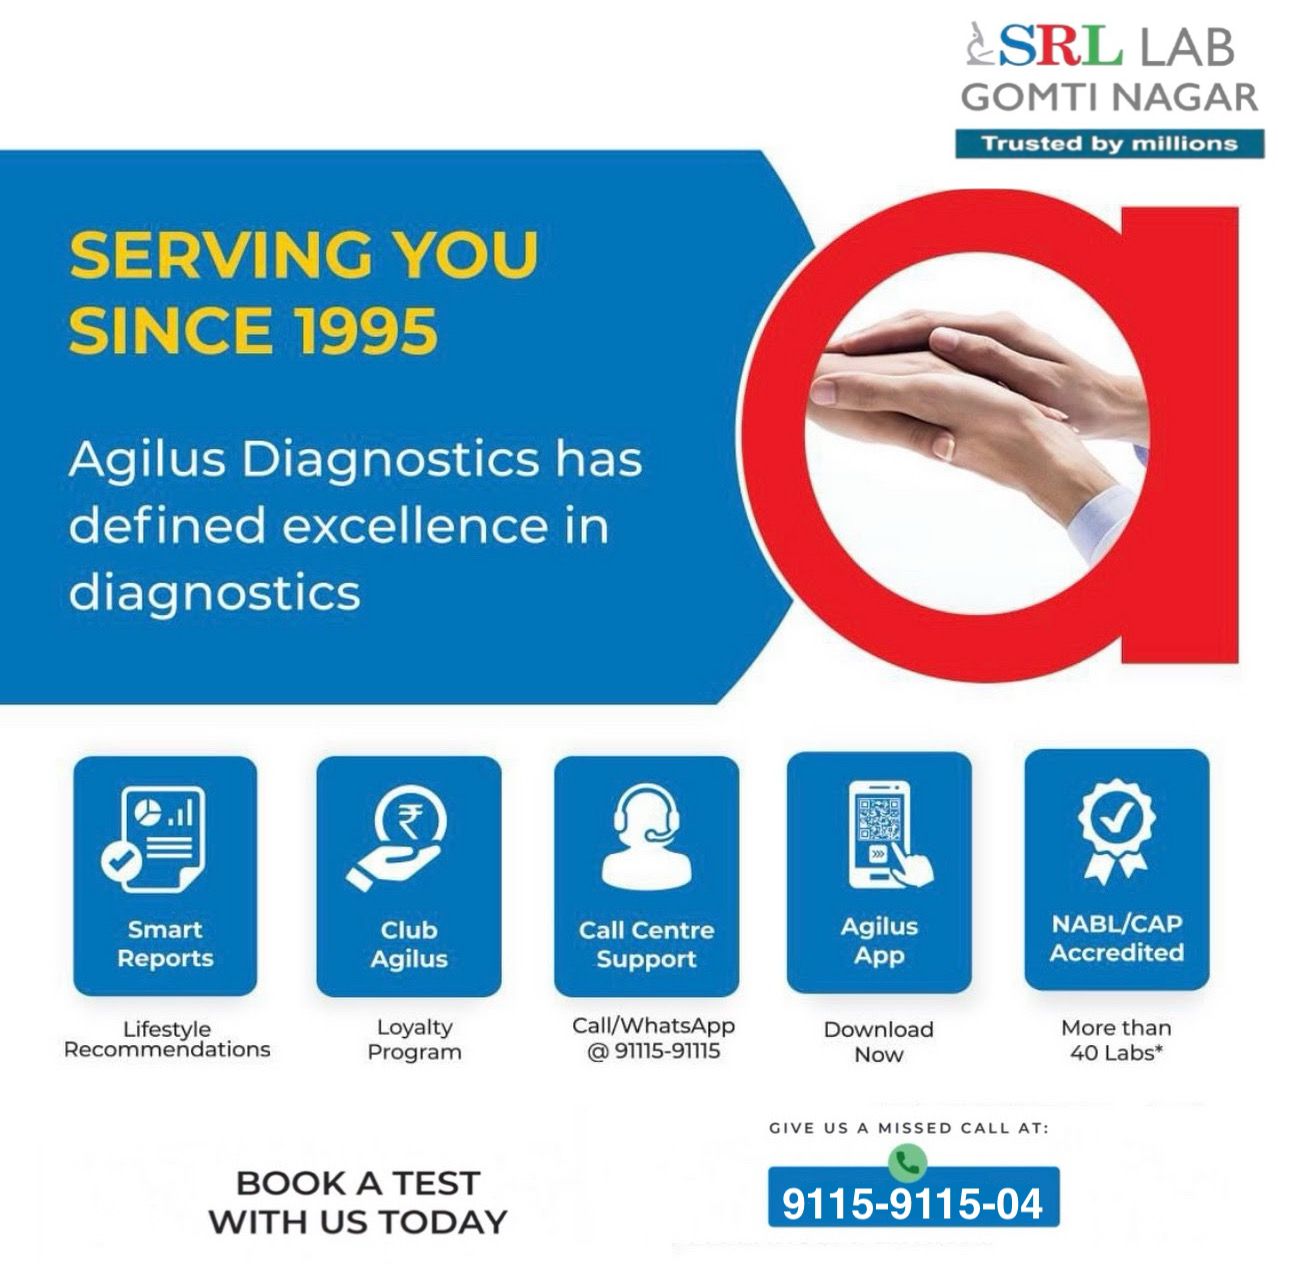 SRL LAB
GOMTI NAGAR
Trusted by millions
SERVING YOU
SINCE 1995
Agilus Diagnostics has
defined excellence in
diagnostics
Smart
Reports
Lifestyle
Recommendations
₹
Club
Agilus
Loyalty
Program
Call Centre
Support
Call/WhatsApp
@ 91115-91115
Agilus
App
Download
Now
NABL/CAP
Accredited
More than
40 Labs*
BOOK A TEST
WITH US TODAY
GIVE US A MISSED CALL AT:
9115-9115-04